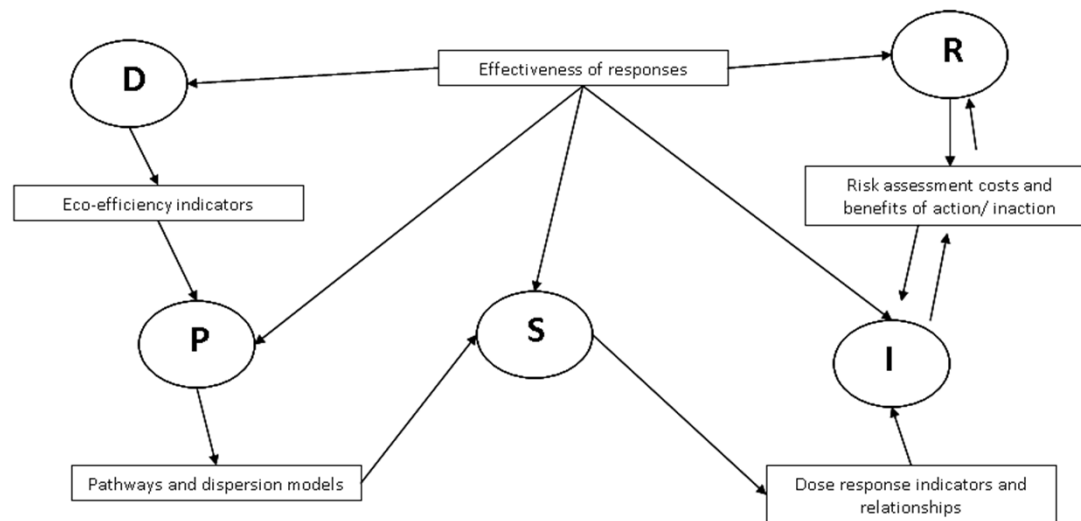 D
Effectiveness of responses
R
Eco-efficiency indicators
Risk assessment costs and
benefits of action/ inaction
P
S
I
Pathways and dispersion models
Dose response indicators and
relationships